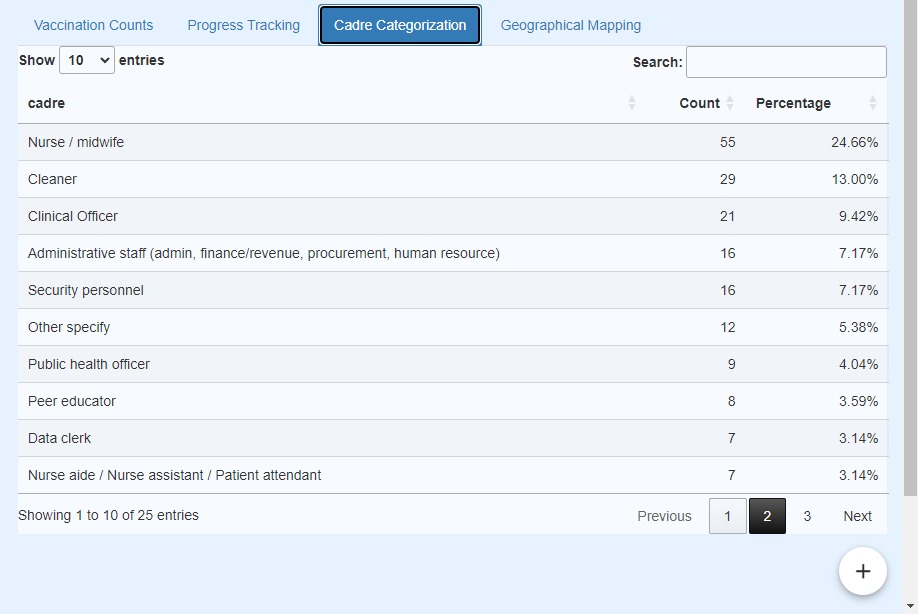 Vaccination Counts Progress Tracking Cadre Categorization Geographical Mapping
Show 10 entries Search:
cadre Count Percentage
Nurse / midwife 55 24.66%
Cleaner 29 13.00%
Clinical Officer 21 9.42%
Administrative staff (admin, finance/revenue, procurement, human resource) 16 7.17%
Security personnel 16 7.17%
Other specify 12 5.38%
Public health officer 9 4.04%
Peer educator 8 3.59%
Data clerk 7 3.14%
Nurse aide / Nurse assistant / Patient attendant 7 3.14%
Showing 1 to 10 of 25 entries Previous 1 2 3 Next
+